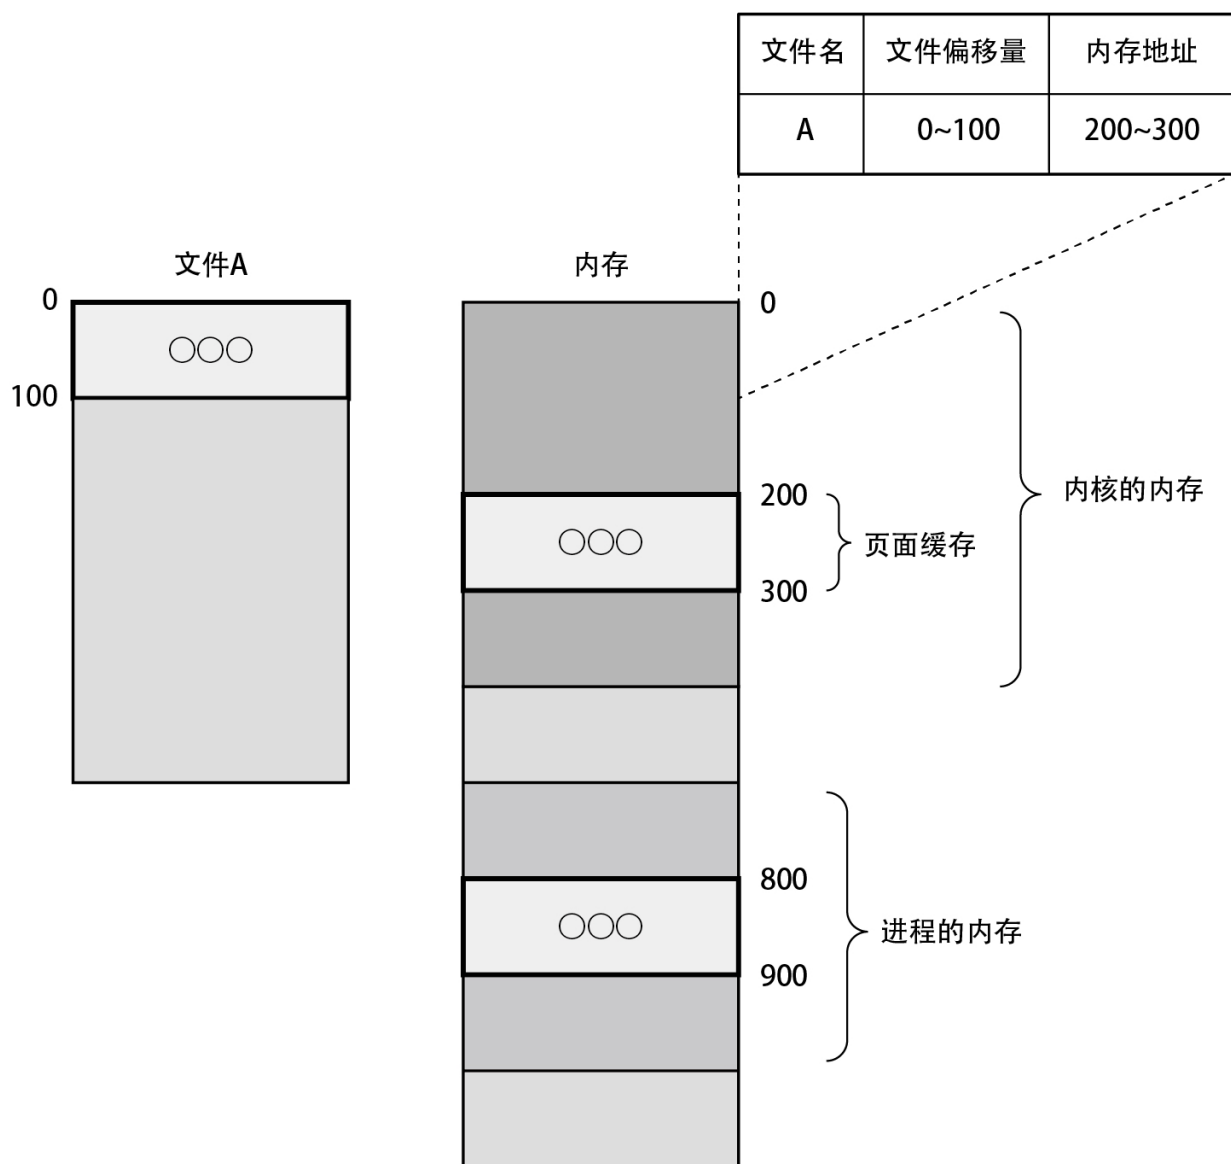 文件名 文件偏移量 内存地址
A 0~100 200~300
文件A 内存
0 0
○○○
100
200
内核的内存
○○○ 页面缓存
300
800
○○○ 进程的内存
900